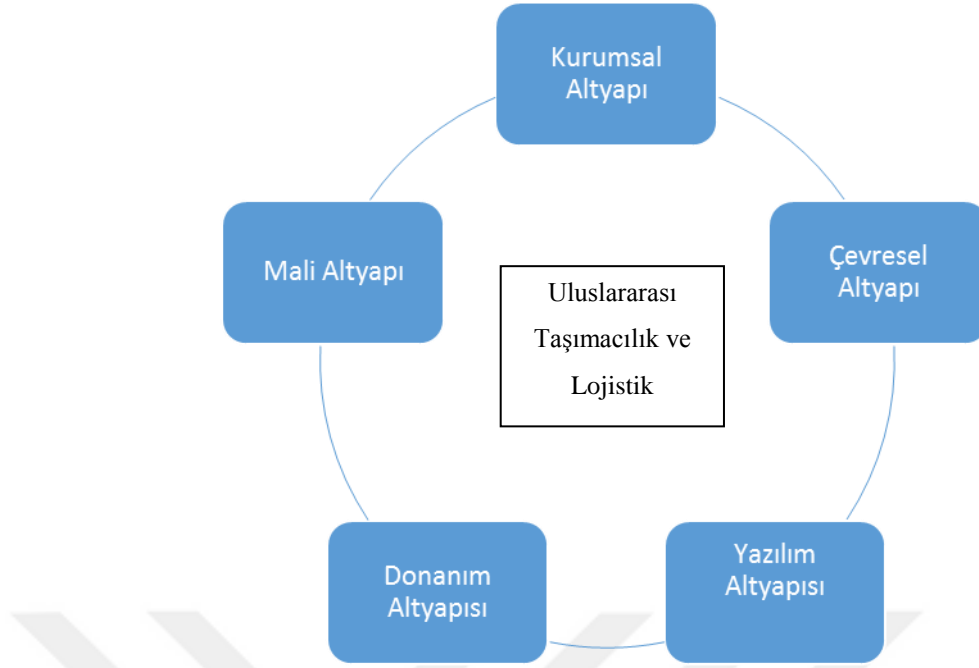 Kurumsal
Altyapı
Mali Altyapı
Çevresel
Altyapı
Uluslararası
Taşımacılık ve
Lojistik
Donanım
Altyapısı
Yazılım
Altyapısı